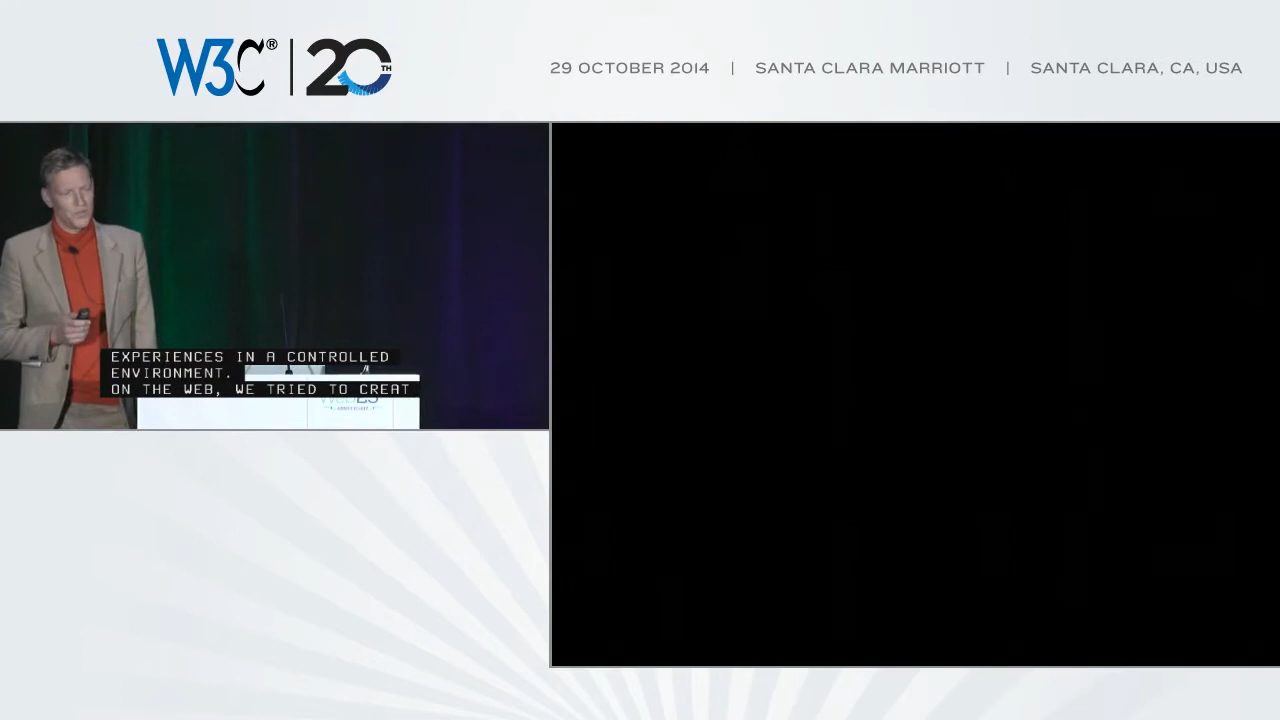 W3C® | 20TH
29 OCTOBER 2014 | SANTA CLARA MARRIOTT | SANTA CLARA, CA, USA
EXPERIENCES IN A CONTROLLED
ENVIRONMENT.
ON THE WEB, WE TRIED TO CREAT